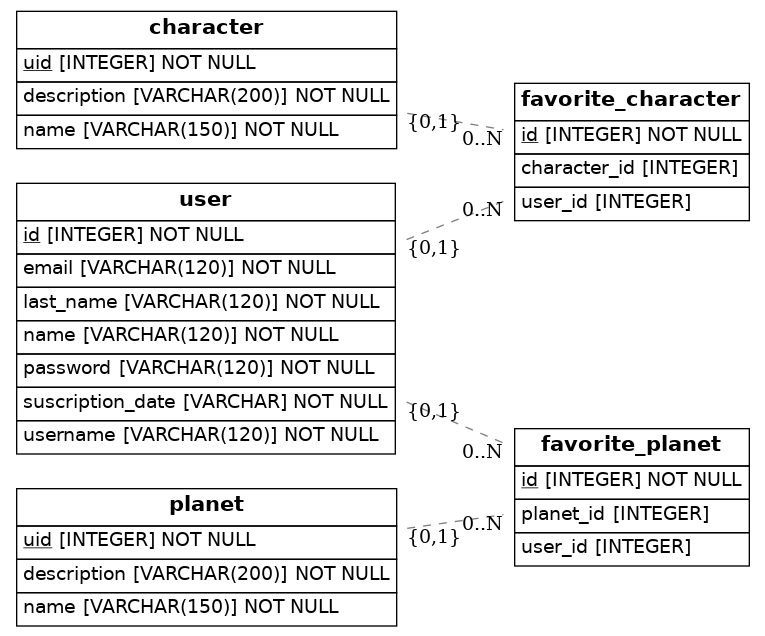 character
uid [INTEGER] NOT NULL
description [VARCHAR(200)] NOT NULL
name [VARCHAR(150)] NOT NULL
user
id [INTEGER] NOT NULL
email [VARCHAR(120)] NOT NULL
last_name [VARCHAR(120)] NOT NULL
name [VARCHAR(120)] NOT NULL
password [VARCHAR(120)] NOT NULL
suscription_date [VARCHAR] NOT NULL
username [VARCHAR(120)] NOT NULL
planet
uid [INTEGER] NOT NULL
description [VARCHAR(200)] NOT NULL
name [VARCHAR(150)] NOT NULL
{0,1}
0..N
0..N
{0,1}
{0,1}
0..N
0..N
{0,1}
favorite_character
id [INTEGER] NOT NULL
character_id [INTEGER]
user_id [INTEGER]
favorite_planet
id [INTEGER] NOT NULL
planet_id [INTEGER]
user_id [INTEGER]